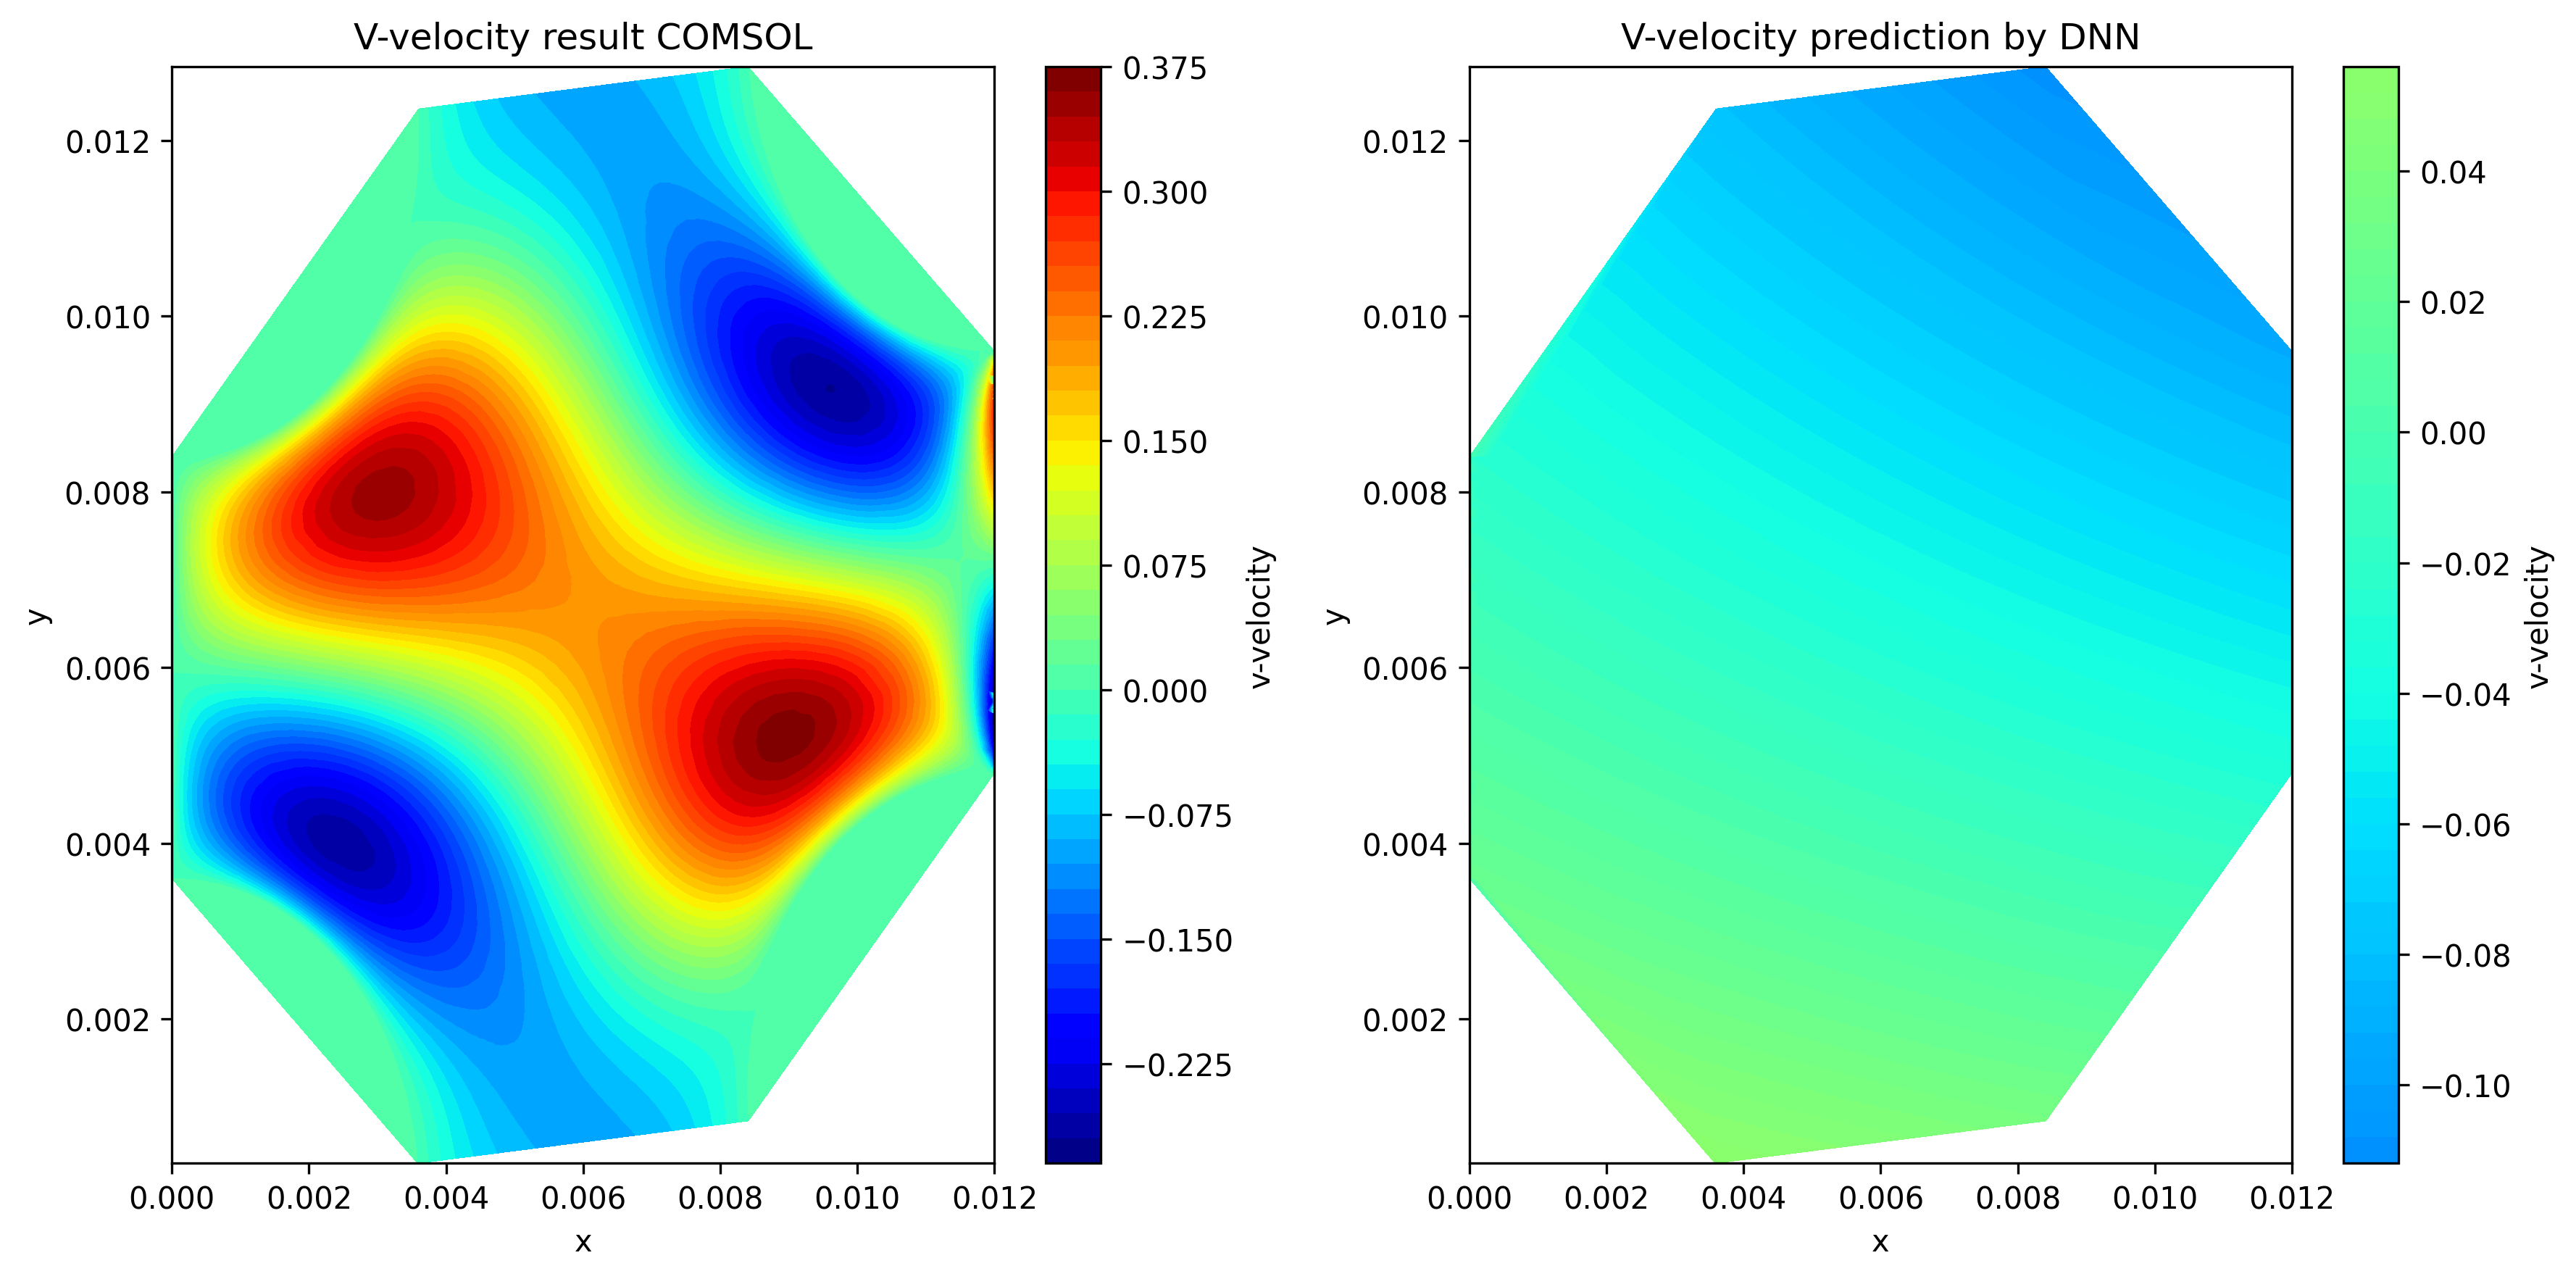 V-velocity result COMSOL
0.012
0.010
0.008
0.006
0.004
0.002
y
0.000 0.002 0.004 0.006 0.008 0.010 0.012
x
0.375
0.300
0.225
0.150
0.075
0.000
−0.075
−0.150
−0.225
v-velocity
V-velocity prediction by DNN
0.012
0.010
0.008
0.006
0.004
0.002
y
0.000 0.002 0.004 0.006 0.008 0.010 0.012
x
0.04
0.02
0.00
−0.02
−0.04
−0.06
−0.08
−0.10
v-velocity